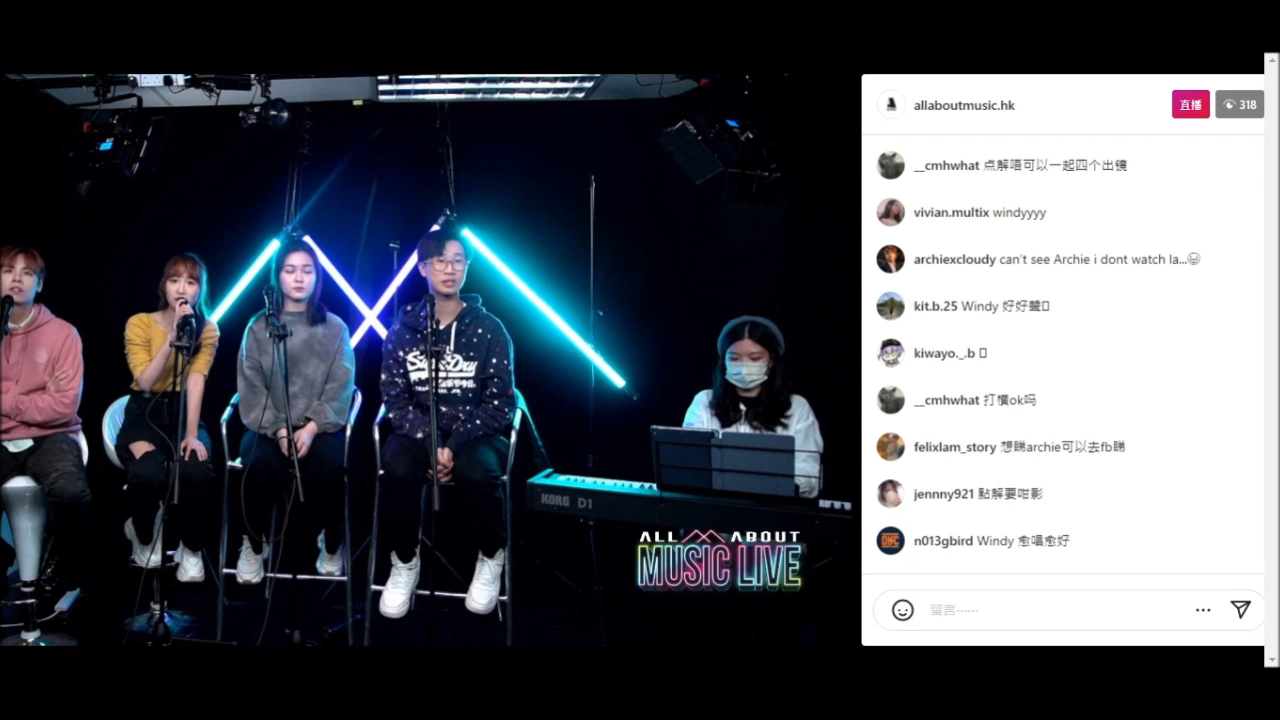 allaboutmusic.hk
直播
318
__cmhwhat 点解唔可以一起四个出镜
vivian.multix windyyyy
archiexcloudy can't see Archie i dont watch la...
kit.b.25 Windy 好好聲
kiwayo._.b
__cmhwhat 打横ok吗
felixlam_story 想睇archie可以去fb睇
jennny921 點解要咁影
n013gbird Windy 愈唱愈好
留言······
KORG D1
ALL ABOUT
MUSIC LIVE